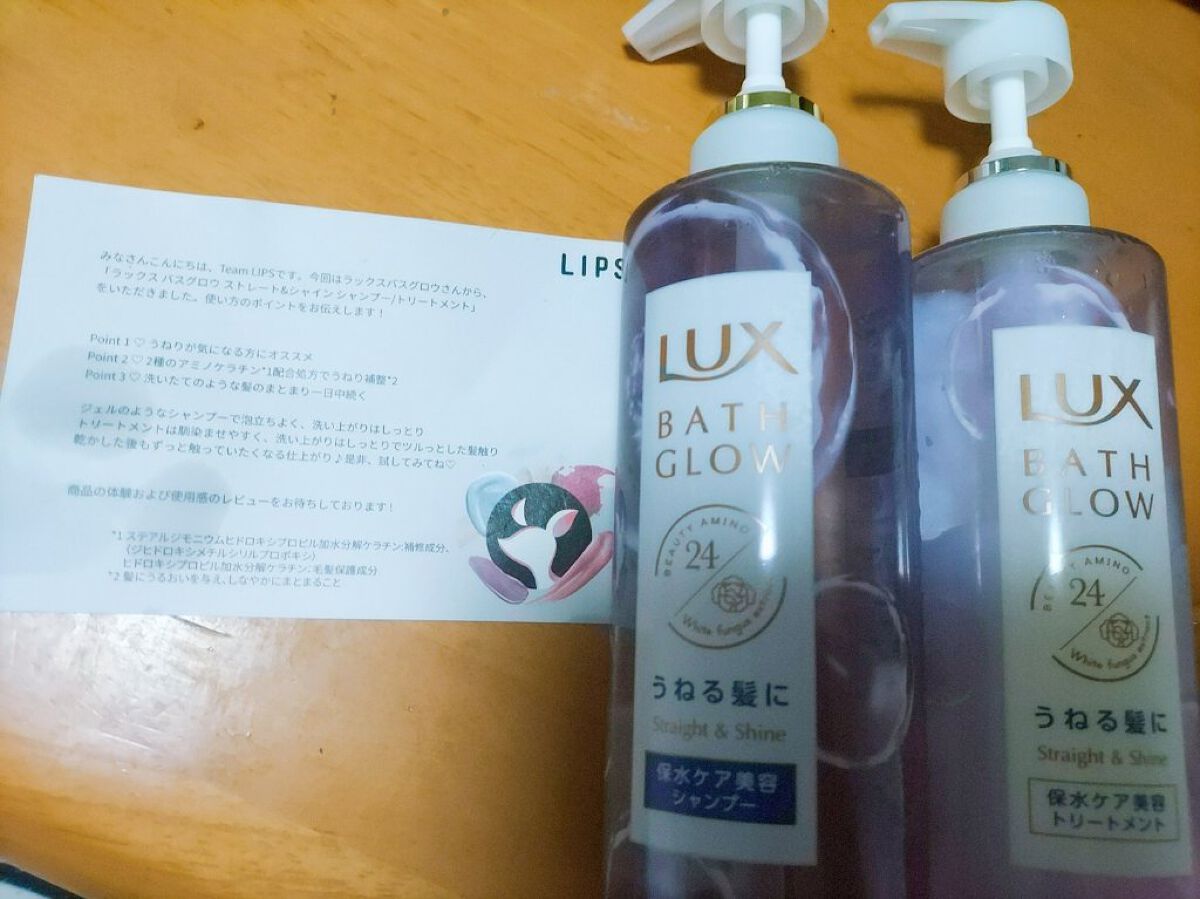 みなさんこんにちは、Team LIPSです。今回はラックスバスグロウさんから、
「ラックス バスグロウ ストレート&シャイン シャンプー/トリートメント」
をいただきました。使い方のポイントをお伝えします!
Point 1 ♡ うねりが気になる方にオススメ
Point 2 ♡ 2種のアミノケラチン*1配合処方でうねり補整*2
Point 3 ♡ 洗いたてのような髪のまとまり一日中続く
ジェルのようなシャンプーで泡立ちよく、洗い上がりはしっとり
トリートメントは馴染ませやすく、洗い上がりはしっとりでツルっとした髪触り
乾かした後もずっと触っていたくなる仕上がり♪是非、試してみてね♡
商品の体験および使用感のレビューをお待ちしております!
*1 ステアルジモニウムヒドロキシプロピル加水分解ケラチン:補修成分、
(ジヒドロキシメチルシリルプロポキシ)
ヒドロキシプロピル加水分解ケラチン:毛髪保護成分
*2 髪にうるおいを与え、しなやかにまとまること
LIPS
LUX
BATH
GLOW
BEAUTY AMINO
24
White fungus extract
うねる髪に
Straight & Shine
保水ケア美容
シャンプー
LUX
BATH
GLOW
BEAUTY AMINO
24
White fungus extract
うねる髪に
Straight & Shine
保水ケア美容
トリートメント